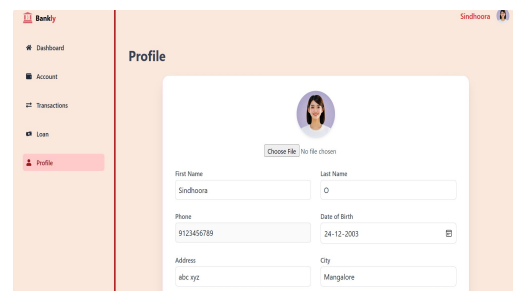 Bankly
Sindhoora
Dashboard
Profile
Account
Transactions
Loan
Profile
Choose File No file chosen
First Name
Last Name
Sindhoora
O
Phone
Date of Birth
9123456789
24-12-2003
Address
City
abc xyz
Mangalore